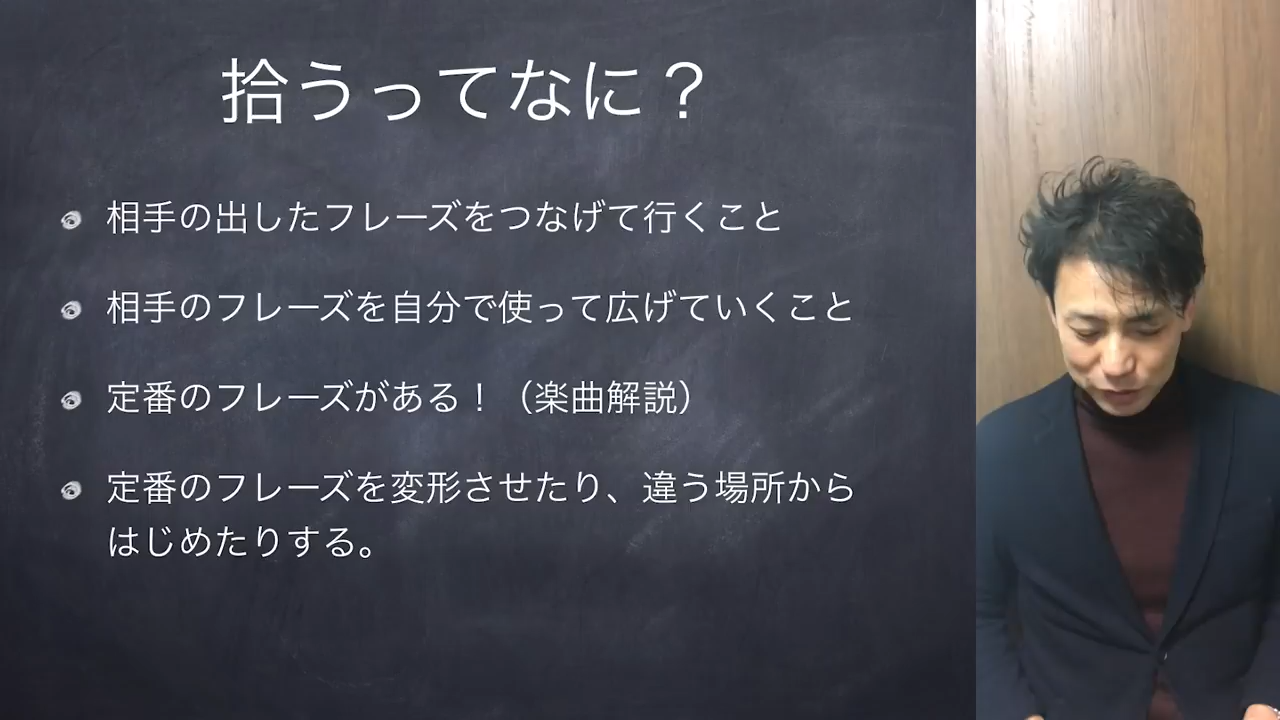 拾うってなに？
相手の出したフレーズをつなげて行くこと
相手のフレーズを自分で使って広げていくこと
定番のフレーズがある！（楽曲解説）
定番のフレーズを変形させたり、違う場所から
はじめたりする。